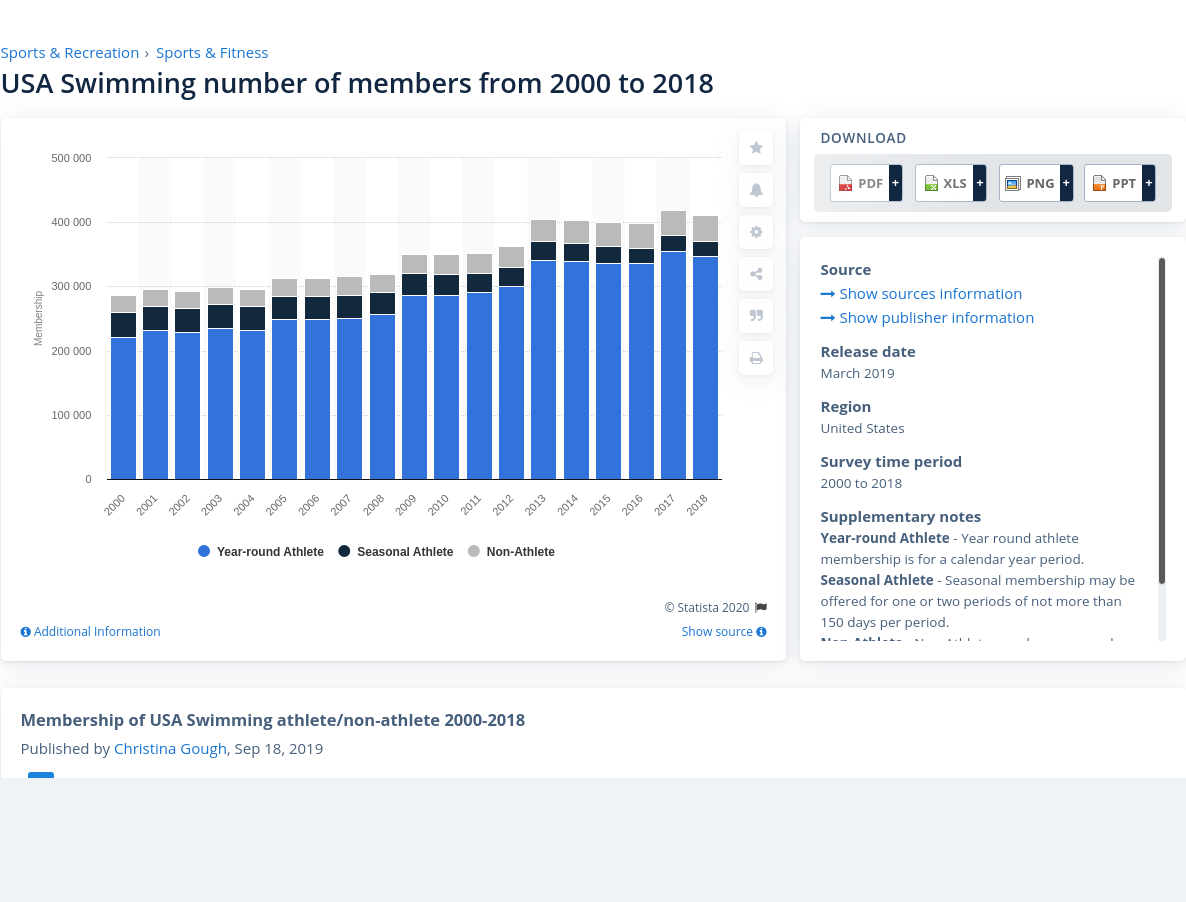 Sports & Recreation › Sports & Fitness
USA Swimming number of members from 2000 to 2018
500 000
400 000
300 000
200 000
100 000
0
Membership
2000 2001 2002 2003 2004 2005 2006 2007 2008 2009 2010 2011 2012 2013 2014 2015 2016 2017 2018
Year-round Athlete Seasonal Athlete Non-Athlete
© Statista 2020
Additional Information Show source
DOWNLOAD
PDF + XLS + PNG + PPT +
Source
Show sources information
Show publisher information
Release date
March 2019
Region
United States
Survey time period
2000 to 2018
Supplementary notes
Year-round Athlete - Year round athlete
membership is for a calendar year period.
Seasonal Athlete - Seasonal membership may be
offered for one or two periods of not more than
150 days per period.
Membership of USA Swimming athlete/non-athlete 2000-2018
Published by Christina Gough, Sep 18, 2019